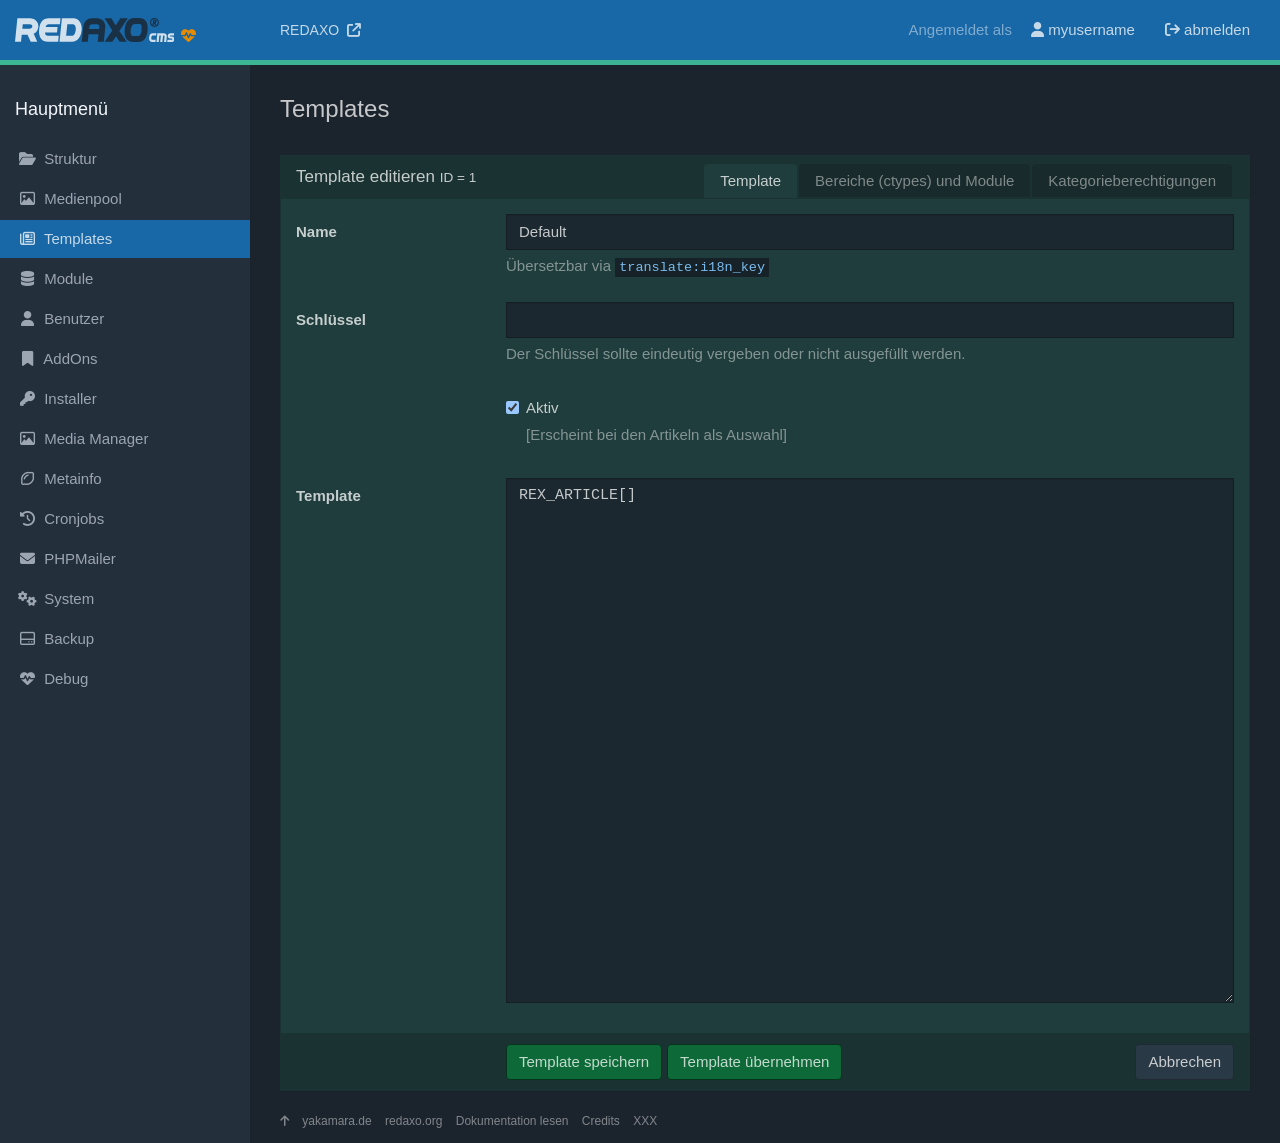 REDAXO® cms
REDAXO
Angemeldet als myusername abmelden
Hauptmenü
Struktur
Medienpool
Templates
Module
Benutzer
AddOns
Installer
Media Manager
Metainfo
Cronjobs
PHPMailer
System
Backup
Debug
Templates
Template editieren ID = 1
Template
Bereiche (ctypes) und Module
Kategorieberechtigungen
Name
Default
Übersetzbar via translate:i18n_key
Schlüssel
Der Schlüssel sollte eindeutig vergeben oder nicht ausgefüllt werden.
Aktiv
[Erscheint bei den Artikeln als Auswahl]
Template
REX_ARTICLE[]
Template speichern
Template übernehmen
Abbrechen
yakamara.de redaxo.org Dokumentation lesen Credits XXX